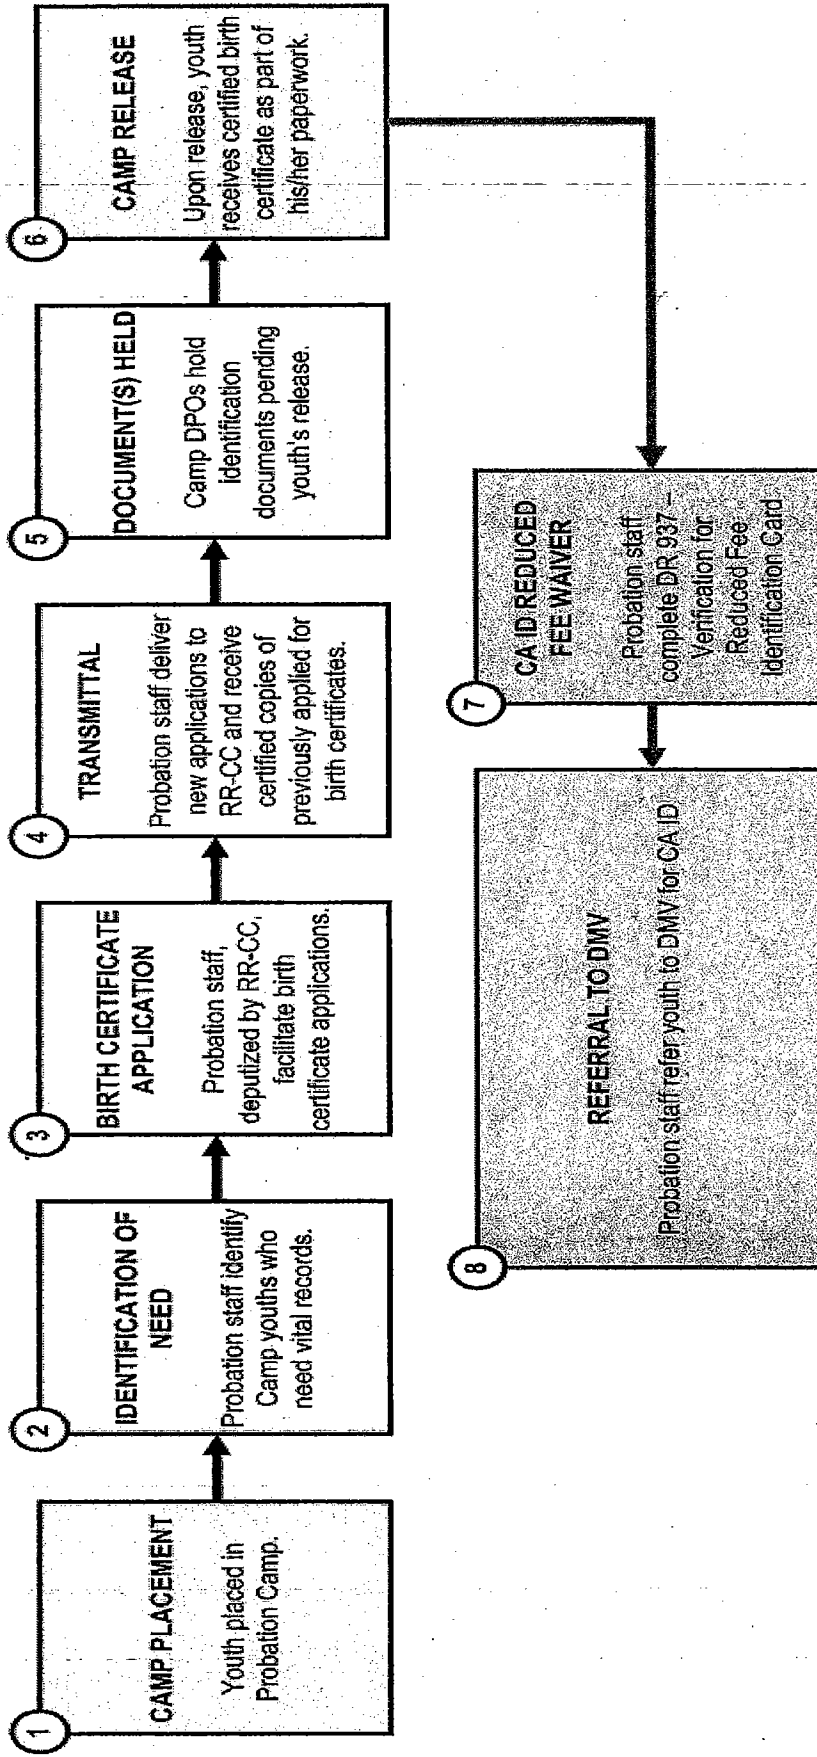 1
CAMP PLACEMENT
Youth placed in
Probation Camp.
2
IDENTIFICATION OF
NEED
Probation staff identify
Camp youths who
need vital records.
3
BIRTH CERTIFICATE
APPLICATION
Probation staff,
deputized by RR-CC,
facilitate birth
certificate applications.
4
TRANSMITTAL
Probation staff deliver
new applications to
RR-CC and receive
certified copies of
previously applied for
birth certificates.
5
DOCUMENT(S) HELD
Camp DPOs hold
identification
documents pending
youth's release.
6
CAMP RELEASE
Upon release, youth
receives certified birth
certificate as part of
his/her paperwork.
7
CA ID REDUCED
FEE WAIVER
Probation staff
complete DR 937 –
Verification for
Reduced Fee
Identification Card
8
REFERRAL TO DMV
Probation staff refer youth to DMV for CA ID